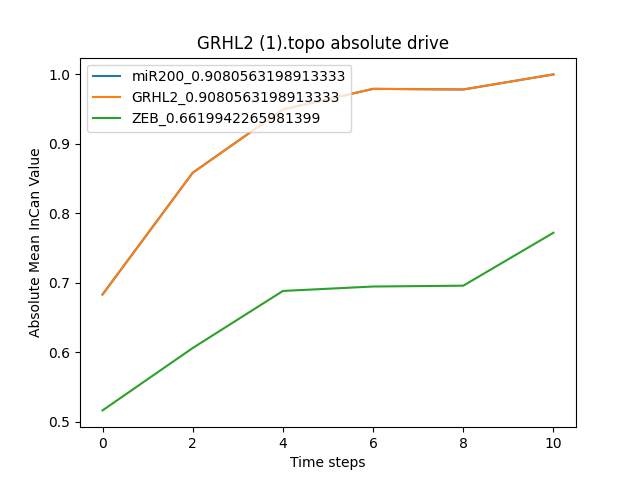 GRHL2 (1).topo absolute drive
miR200_0.9080563198913333
GRHL2_0.9080563198913333
ZEB_0.6619942265981399
Absolute Mean InCan Value
1.0
0.9
0.8
0.7
0.6
0.5
0 2 4 6 8 10
Time steps